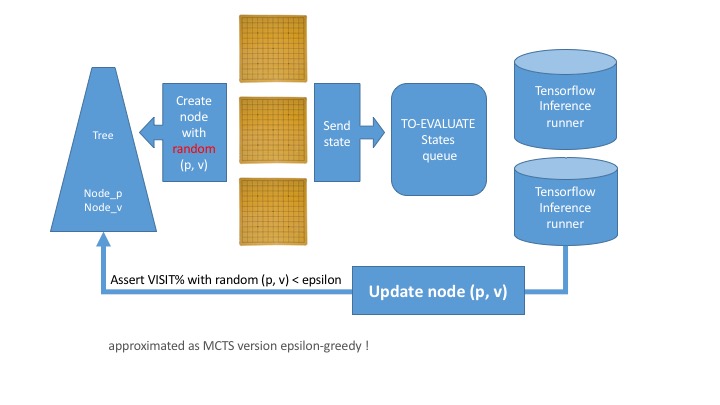 Tree
Node_p
Node_v
Create
node
with
random
(p, v)
Send
state
TO-EVALUATE
States
queue
Tensorflow
Inference
runner
Tensorflow
Inference
runner
Assert VISIT% with random (p, v) < epsilon
Update node (p, v)
approximated as MCTS version epsilon-greedy !